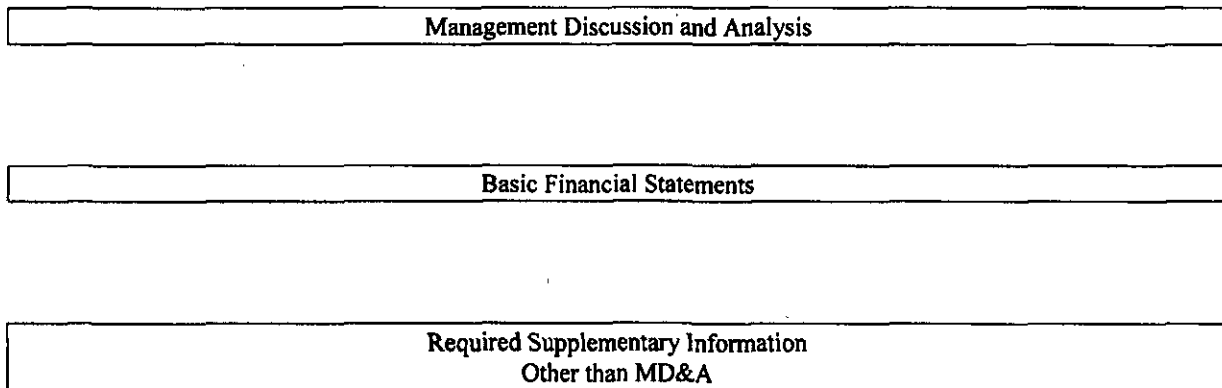 Management Discussion and Analysis
Basic Financial Statements
Required Supplementary Information
Other than MD&A